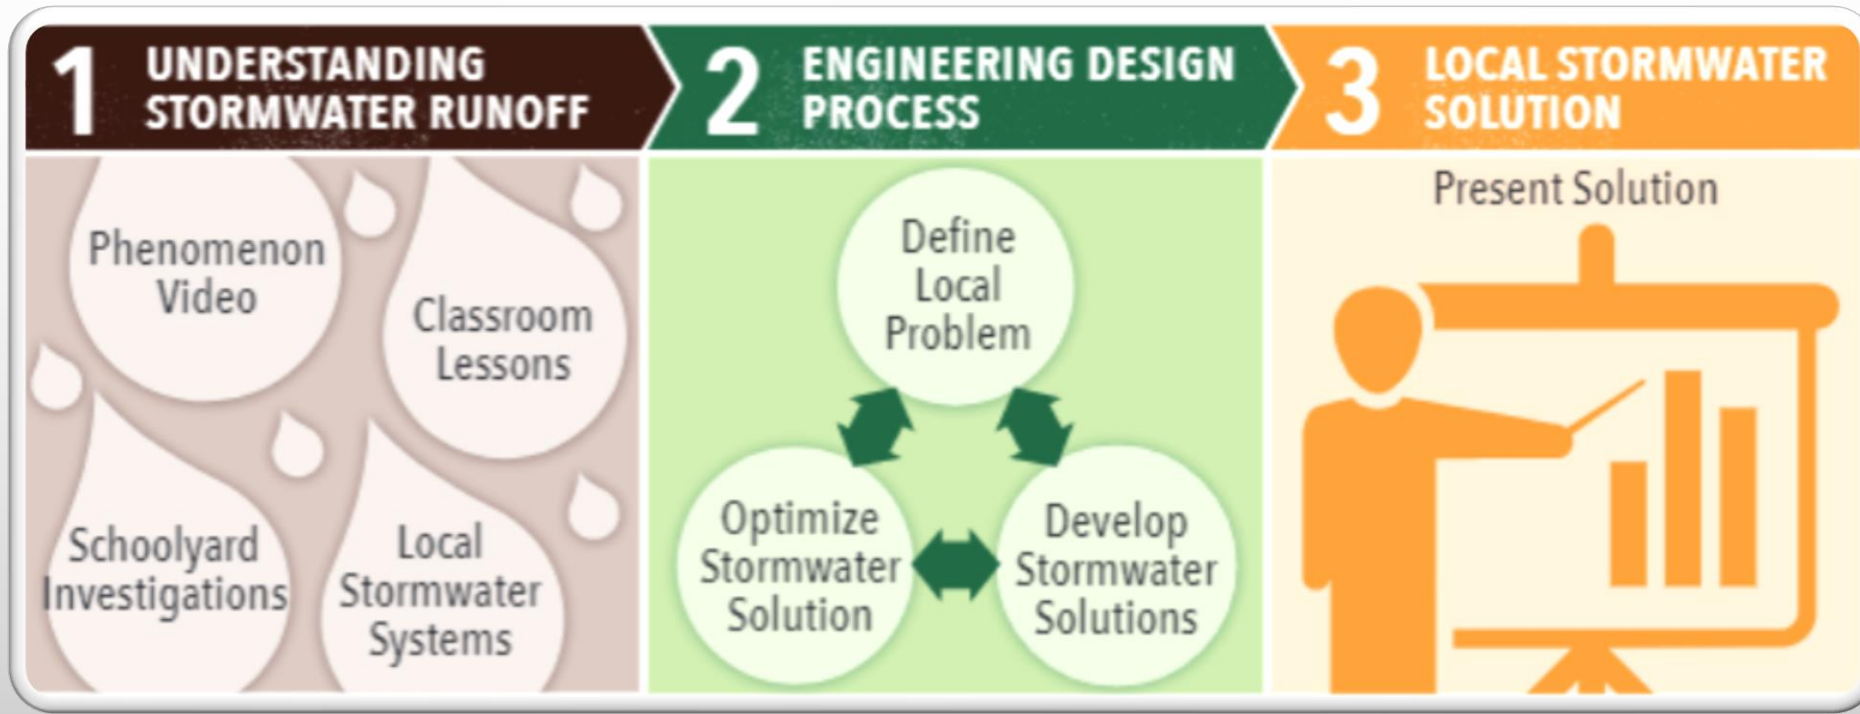 1 UNDERSTANDING
STORMWATER RUNOFF
Phenomenon
Video
Classroom
Lessons
Schoolyard
Investigations
Local
Stormwater
Systems
2 ENGINEERING DESIGN
PROCESS
Define
Local
Problem
Optimize
Stormwater
Solution
Develop
Stormwater
Solutions
3 LOCAL STORMWATER
SOLUTION
Present Solution